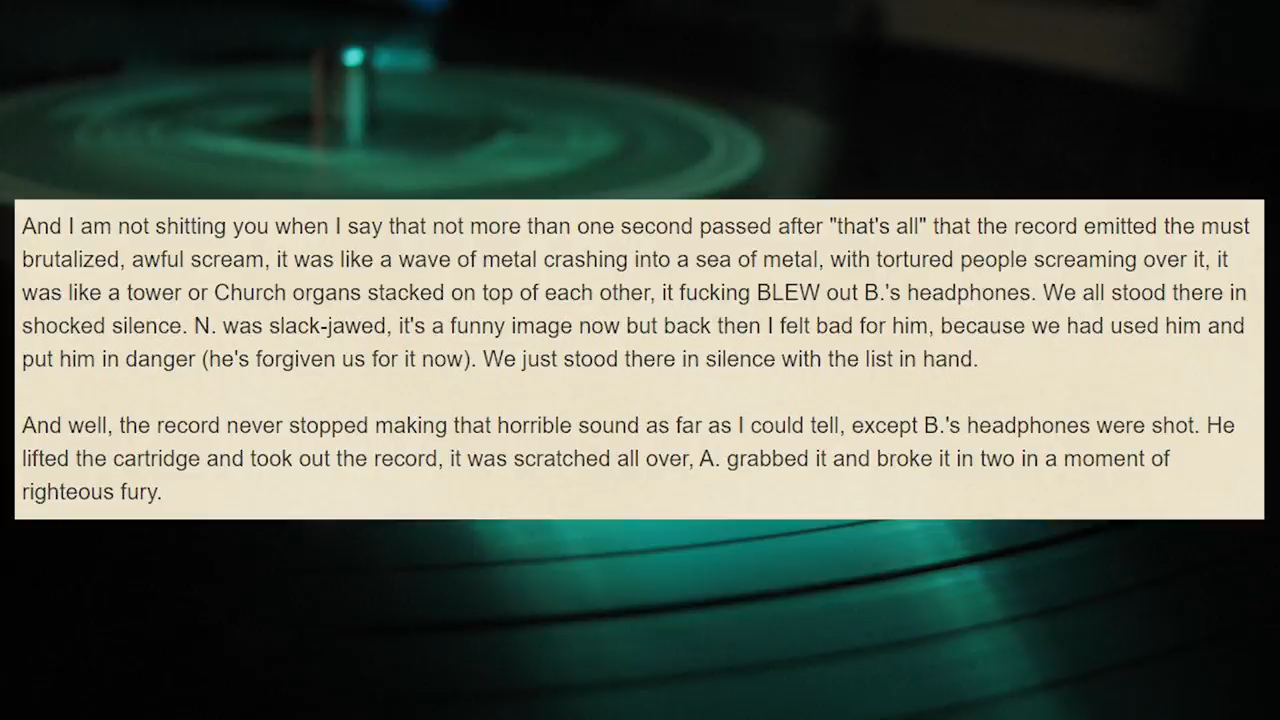 And I am not shitting you when I say that not more than one second passed after "that's all" that the record emitted the must
brutalized, awful scream, it was like a wave of metal crashing into a sea of metal, with tortured people screaming over it, it
was like a tower or Church organs stacked on top of each other, it fucking BLEW out B.'s headphones. We all stood there in
shocked silence. N. was slack-jawed, it's a funny image now but back then I felt bad for him, because we had used him and
put him in danger (he's forgiven us for it now). We just stood there in silence with the list in hand.
And well, the record never stopped making that horrible sound as far as I could tell, except B.'s headphones were shot. He
lifted the cartridge and took out the record, it was scratched all over, A. grabbed it and broke it in two in a moment of
righteous fury.